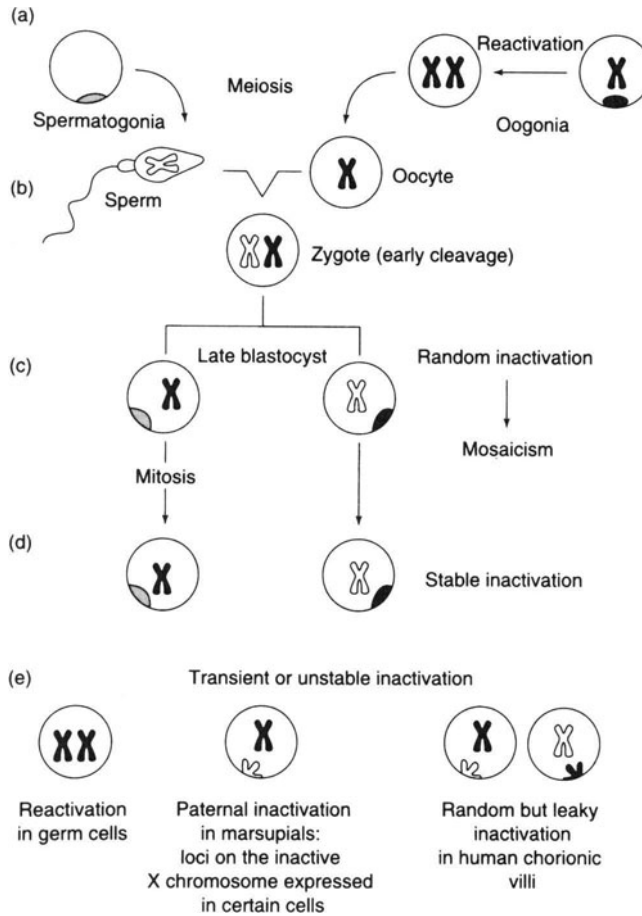 (a)
Reactivation
Meiosis
Spermatogonia
Oogonia
(b)
Sperm
Oocyte
Zygote (early cleavage)
(c)
Late blastocyst
Random inactivation
Mosaicism
Mitosis
(d)
Stable inactivation
(e)
Transient or unstable inactivation
Reactivation
in germ cells
Paternal inactivation
in marsupials:
loci on the inactive
X chromosome expressed
in certain cells
Random but leaky
inactivation
in human chorionic
villi